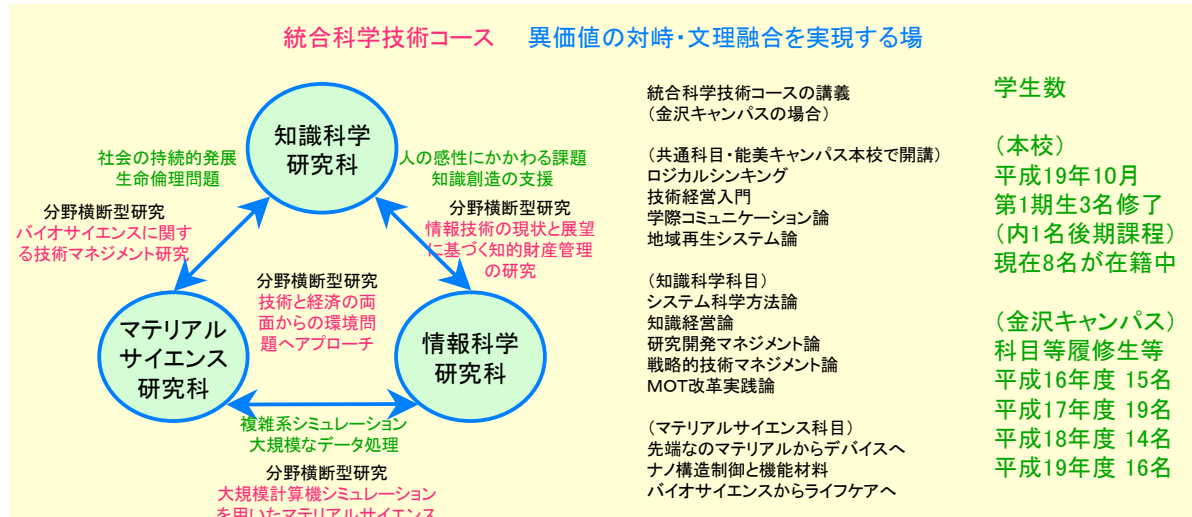 統合科学技術コース　異価値の対峙・文理融合を実現する場
知識科学
研究科
社会の持続的発展
生命倫理問題
人の感性にかかわる課題
知識創造の支援
分野横断型研究
バイオサイエンスに関す
る技術マネジメント研究
分野横断型研究
情報技術の現状と展望
に基づく知的財産管理
の研究
分野横断型研究
技術と経済の両
面からの環境問
題へアプローチ
マテリアル
サイエンス
研究科
情報科学
研究科
複雑系シミュレーション
大規模なデータ処理
分野横断型研究
大規模計算機シミュレーション
を用いたマテリアルサイエンス
統合科学技術コースの講義
（金沢キャンパスの場合）
（共通科目・能美キャンパス本校で開講）
ロジカルシンキング
技術経営入門
学際コミュニケーション論
地域再生システム論
（知識科学科目）
システム科学方法論
知識経営論
研究開発マネジメント論
戦略的技術マネジメント論
MOT改革実践論
（マテリアルサイエンス科目）
先端なのマテリアルからデバイスへ
ナノ構造制御と機能材料
バイオサイエンスからライフケアへ
学生数
（本校）
平成19年10月
第1期生3名修了
（内1名後期課程）
現在8名が在籍中
（金沢キャンパス）
科目等履修生等
平成16年度 15名
平成17年度 19名
平成18年度 14名
平成19年度 16名